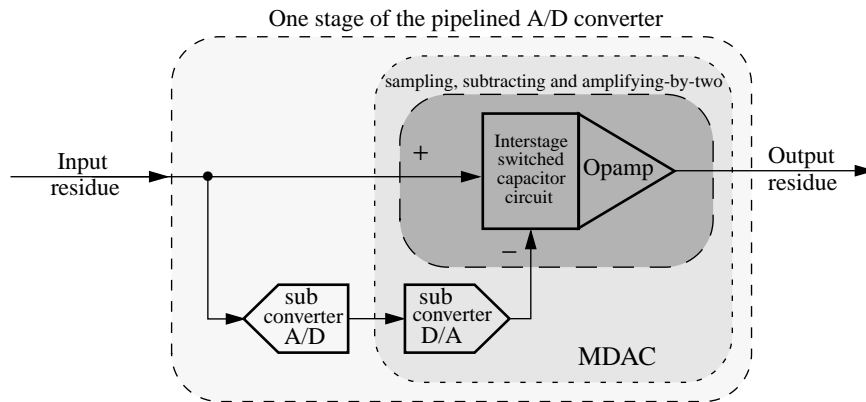 One stage of the pipelined A/D converter
sampling, subtracting and amplifying-by-two
Input
residue
+
Interstage
switched
capacitor
circuit
Opamp
Output
residue
−
sub
converter
A/D
sub
converter
D/A
MDAC